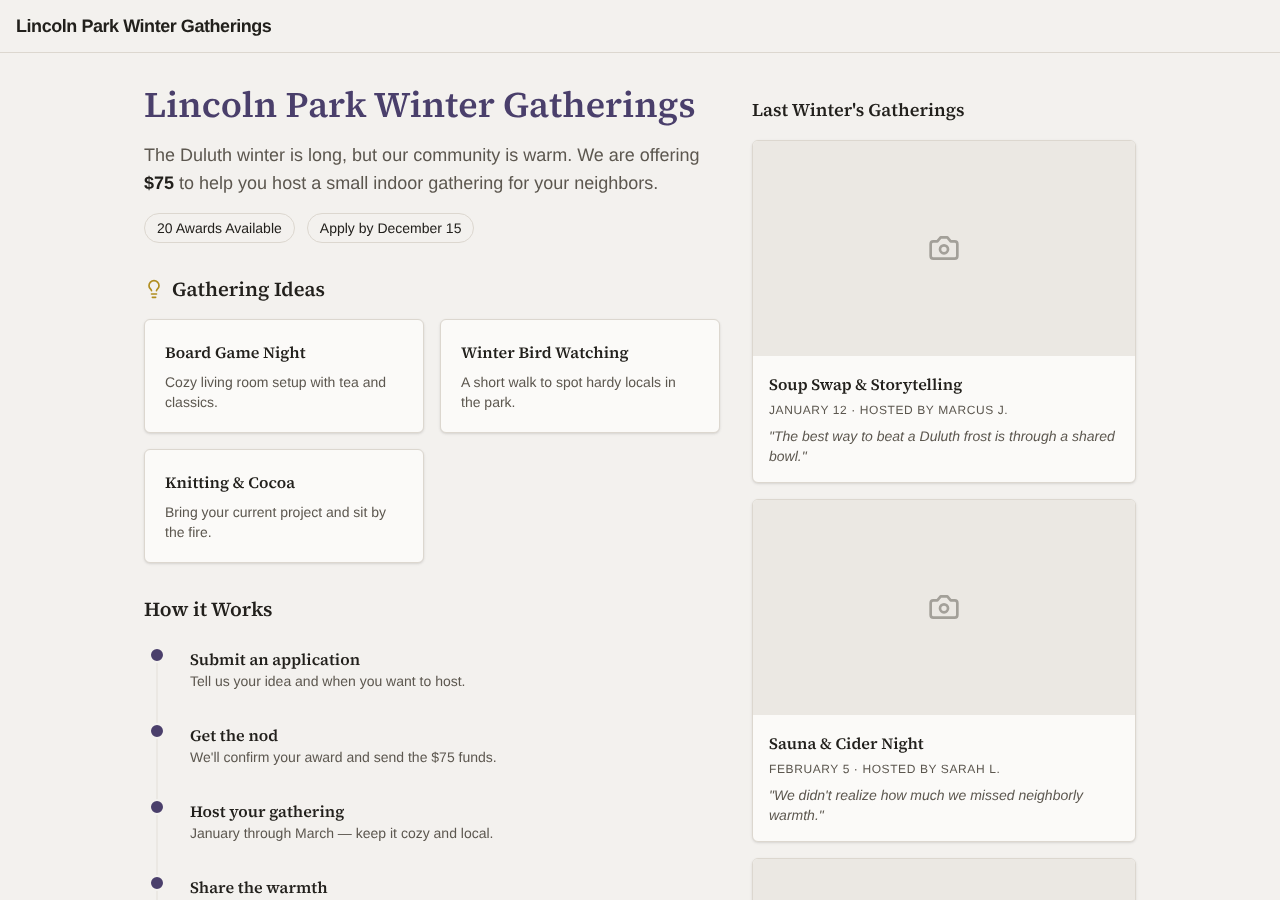 Lincoln Park Winter Gatherings
Lincoln Park Winter Gatherings
The Duluth winter is long, but our community is warm. We are offering
$75 to help you host a small indoor gathering for your neighbors.
20 Awards Available
Apply by December 15
Gathering Ideas
Board Game Night
Cozy living room setup with tea and
classics.
Winter Bird Watching
A short walk to spot hardy locals in
the park.
Knitting & Cocoa
Bring your current project and sit by
the fire.
How it Works
Submit an application
Tell us your idea and when you want to host.
Get the nod
We'll confirm your award and send the $75 funds.
Host your gathering
January through March — keep it cozy and local.
Share the warmth
Last Winter's Gatherings
Soup Swap & Storytelling
JANUARY 12 · HOSTED BY MARCUS J.
"The best way to beat a Duluth frost is through a shared
bowl."
Sauna & Cider Night
FEBRUARY 5 · HOSTED BY SARAH L.
"We didn't realize how much we missed neighborly
warmth."